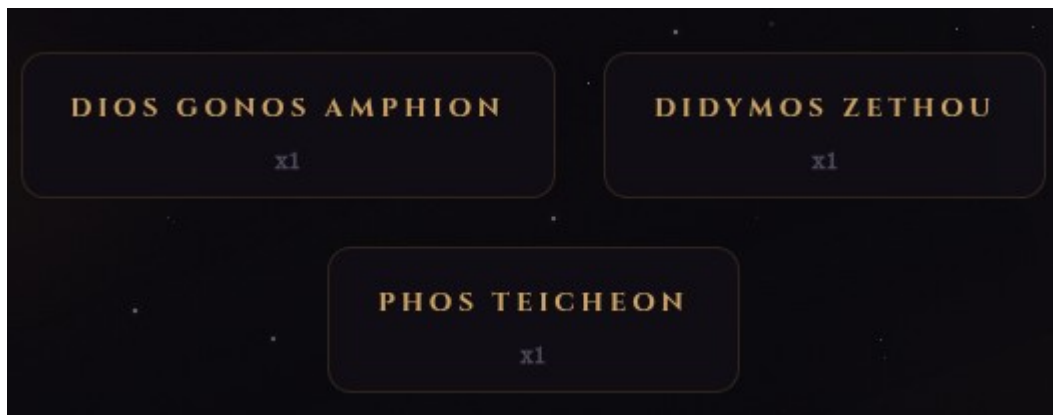 DIOS GONOS AMPHION
x1
DIDYMOS ZETHOU
x1
PHOS TEICHEON
x1